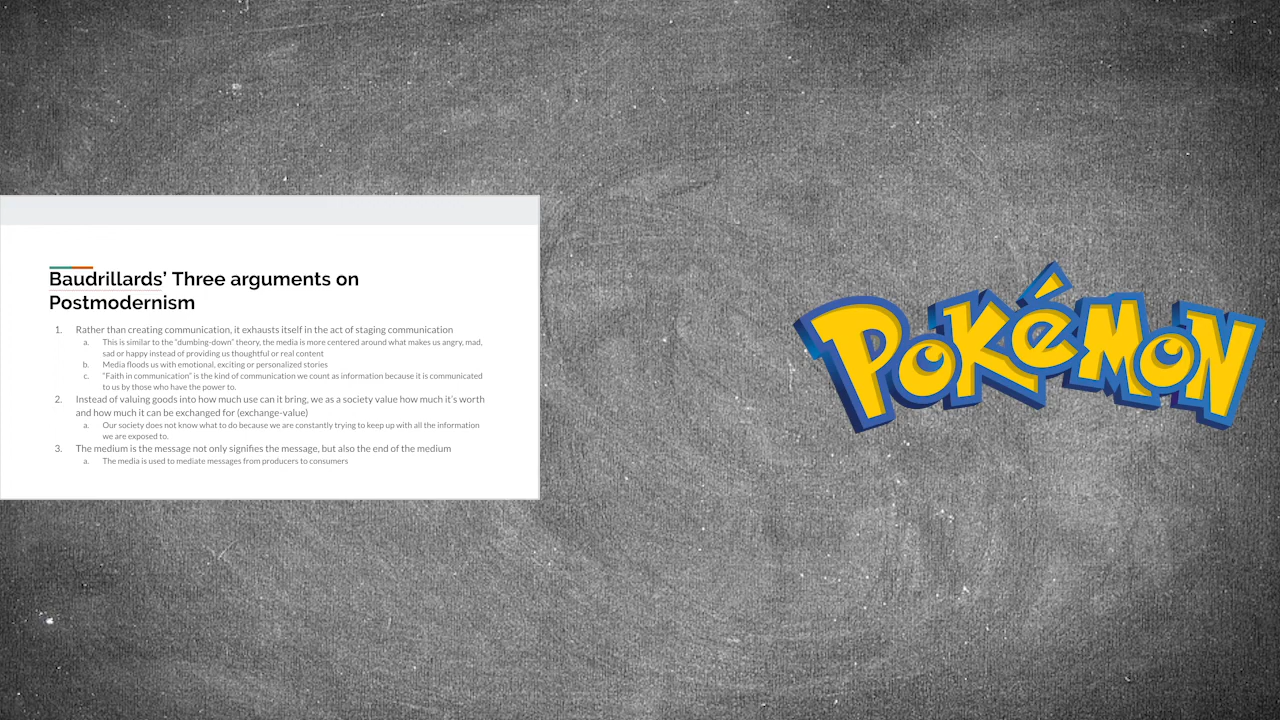 Baudrillards' Three arguments on
Postmodernism
1. Rather than creating communication, it exhausts itself in the act of staging communication
a. This is similar to the "dumbing-down" theory, the media is more centered around what makes us angry, mad,
sad or happy instead of providing us thoughtful or real content
b. Media floods us with emotional, exciting or personalized stories
c. "Faith in communication" is the kind of communication we count as information because it is communicated
to us by those who have the power to.
2. Instead of valuing goods into how much use can it bring, we as a society value how much it's worth
and how much it can be exchanged for (exchange-value)
a. Our society does not know what to do because we are constantly trying to keep up with all the information
we are exposed to.
3. The medium is the message not only signifies the message, but also the end of the medium
a. The media is used to mediate messages from producers to consumers
POKéMON